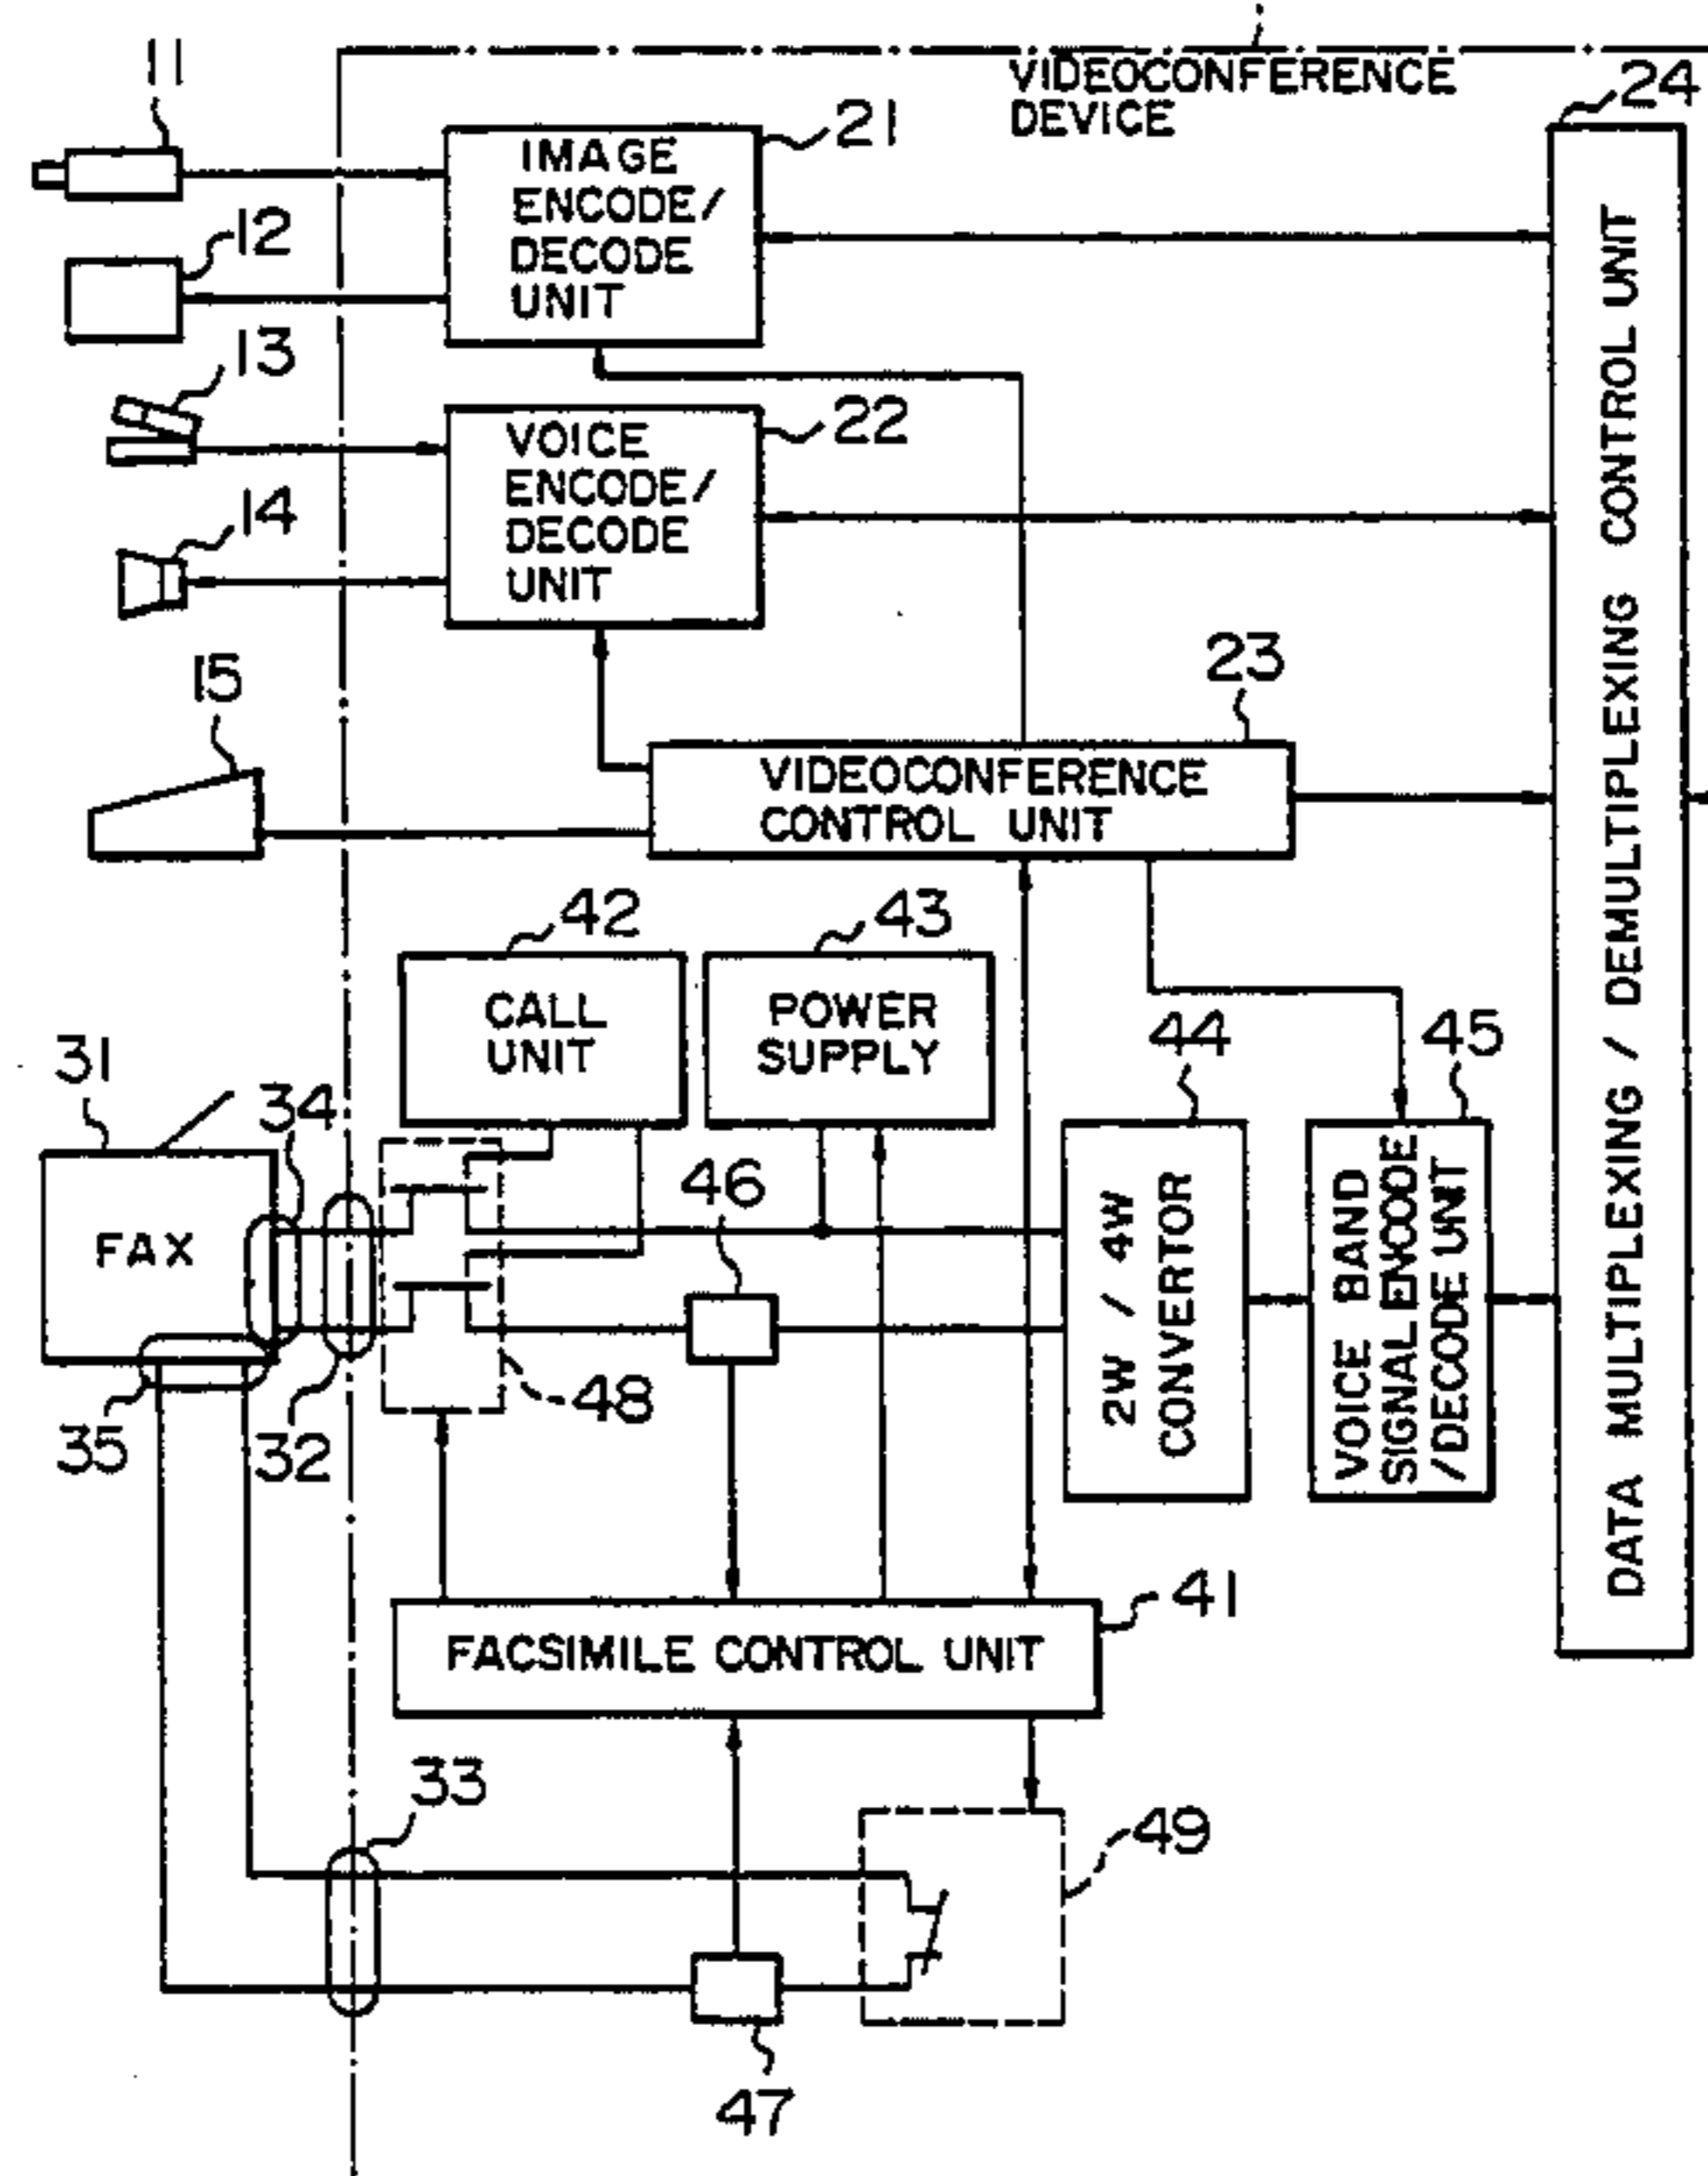 11
VIDEOCONFERENCE
DEVICE
24
21
IMAGE
ENCODE/
DECODE
UNIT
12
13
22
VOICE
ENCODE/
DECODE
UNIT
14
23
15
VIDEOCONFERENCE
CONTROL UNIT
DATA MULTIPLEXING / DEMULTIPLEXING CONTROL UNIT
42
43
CALL
UNIT
POWER
SUPPLY
44
45
31
34
46
FAX
2W / 4W
CONVERTOR
VOICE BAND
SIGNAL ENCODE
/DECODE UNIT
35
32
48
41
FACSIMILE CONTROL UNIT
33
49
47